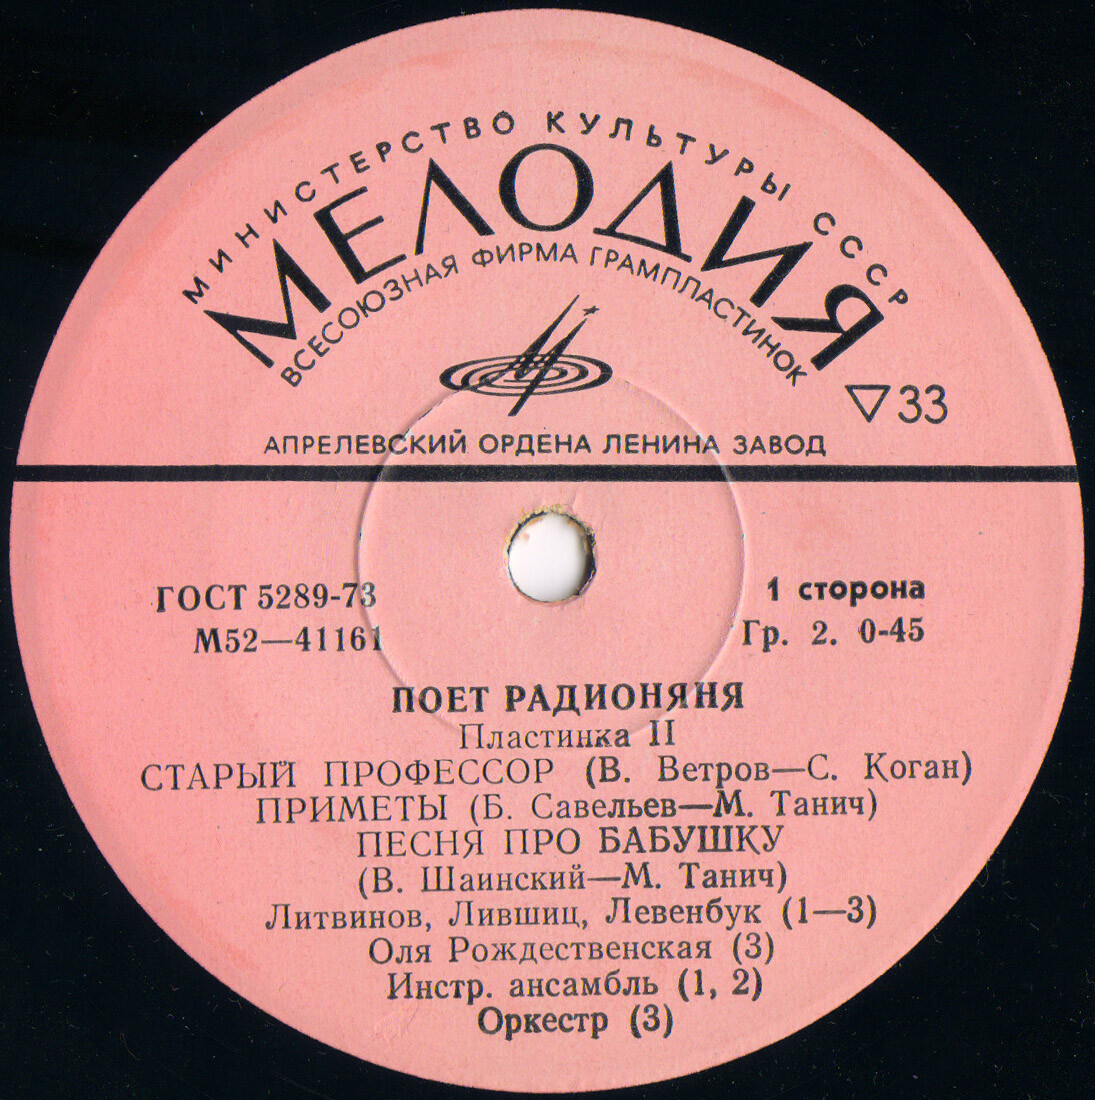 МИНИСТЕРСТВО КУЛЬТУРЫ СССР
МЕЛОДИЯ
ВСЕСОЮЗНАЯ ФИРМА ГРАМПЛАСТИНОК
33
АПРЕЛЕВСКИЙ ОРДЕНА ЛЕНИНА ЗАВОД
ГОСТ 5289-73
1 сторона
М52—41161
Гр. 2. 0-45
ПОЕТ РАДИОНЯНЯ
Пластинка II
СТАРЫЙ ПРОФЕССОР (В. Ветров—С. Коган)
ПРИМЕТЫ (Б. Савельев—М. Танич)
ПЕСНЯ ПРО БАБУШКУ
(В. Шаинский—М. Танич)
Литвинов, Лившиц, Левенбук (1—3)
Оля Рождественская (3)
Инстр. ансамбль (1, 2)
Оркестр (3)